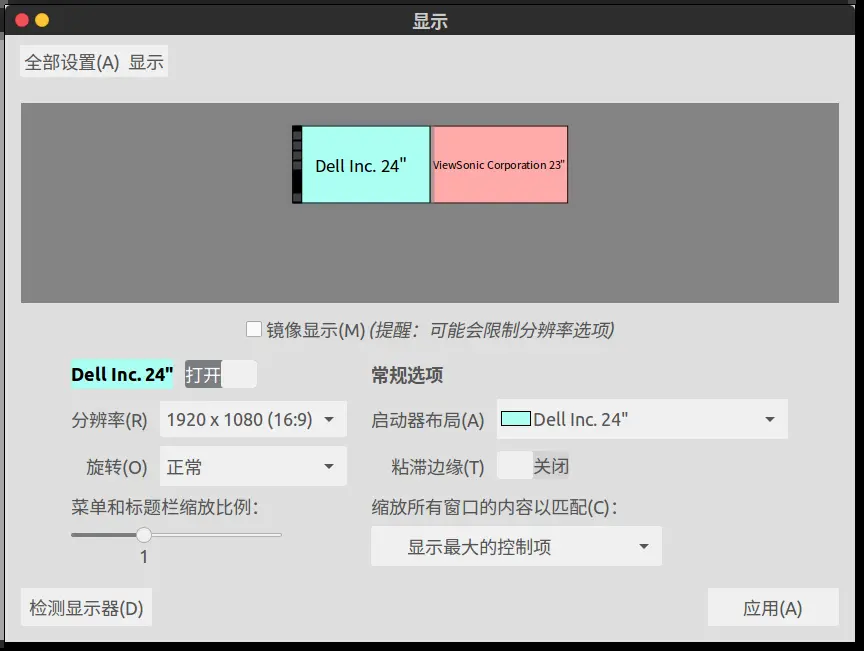 显示
全部设置(A) 显示
Dell Inc. 24" ViewSonic Corporation 23"
镜像显示(M) (提醒：可能会限制分辨率选项)
Dell Inc. 24" 打开 常规选项
分辨率(R) 1920 x 1080 (16:9) 启动器布局(A) Dell Inc. 24"
旋转(O) 正常 粘滞边缘(T) 关闭
菜单和标题栏缩放比例： 缩放所有窗口的内容以匹配(C)：
1 显示最大的控制项
检测显示器(D) 应用(A)